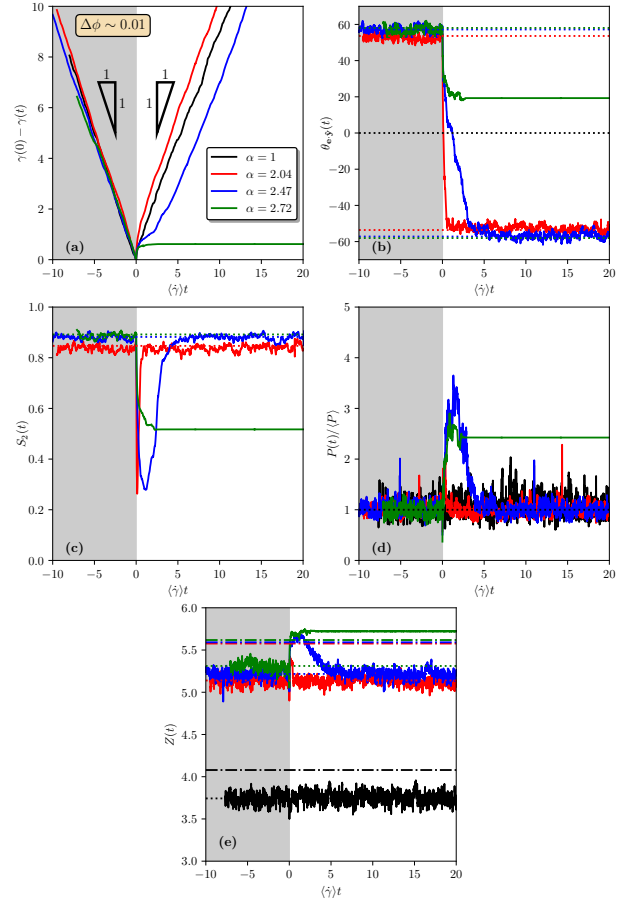 Δϕ ∼ 0.01
10
8
6
4
2
0
γ(0) − γ(t)
1
1
1
1
α = 1
α = 2.04
α = 2.47
α = 2.72
(a)
−10 −5 0 5 10 15 20
⟨γ̇⟩t
60
40
20
0
−20
−40
−60
θ_{e·ŷ}(t)
(b)
−10 −5 0 5 10 15 20
⟨γ̇⟩t
1.0
0.8
0.6
0.4
0.2
0.0
S₂(t)
(c)
−10 −5 0 5 10 15 20
⟨γ̇⟩t
5
4
3
2
1
0
P(t)/⟨P⟩
(d)
−10 −5 0 5 10 15 20
⟨γ̇⟩t
6.0
5.5
5.0
4.5
4.0
3.5
3.0
Z(t)
(e)
−10 −5 0 5 10 15 20
⟨γ̇⟩t